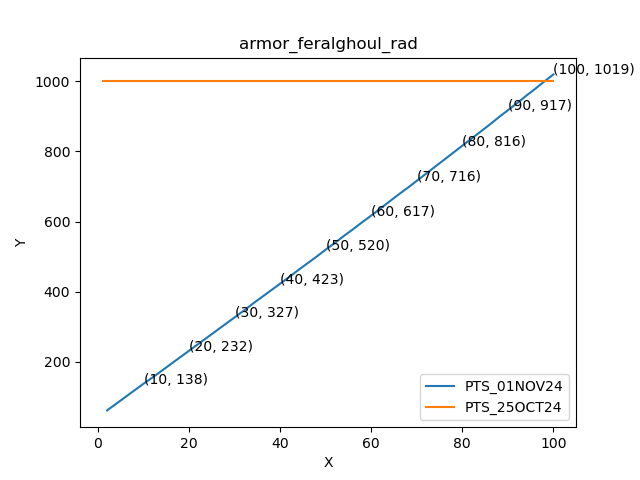 armor_feralghoul_rad
Y
1000
800
600
400
200
(100, 1019)
(90, 917)
(80, 816)
(70, 716)
(60, 617)
(50, 520)
(40, 423)
(30, 327)
(20, 232)
(10, 138)
PTS_01NOV24
PTS_25OCT24
0 20 40 60 80 100
X